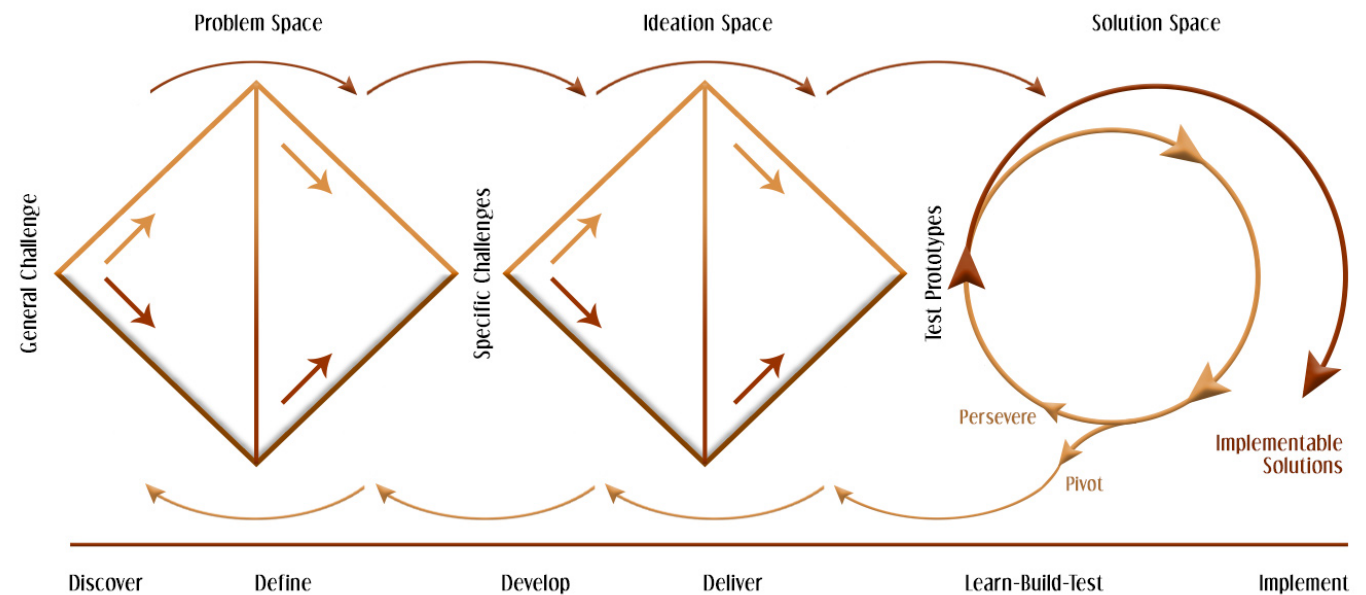 Problem Space
Ideation Space
Solution Space
General Challenge
Specific Challenges
Test Prototypes
Persevere
Pivot
Implementable
Solutions
Discover
Define
Develop
Deliver
Learn-Build-Test
Implement